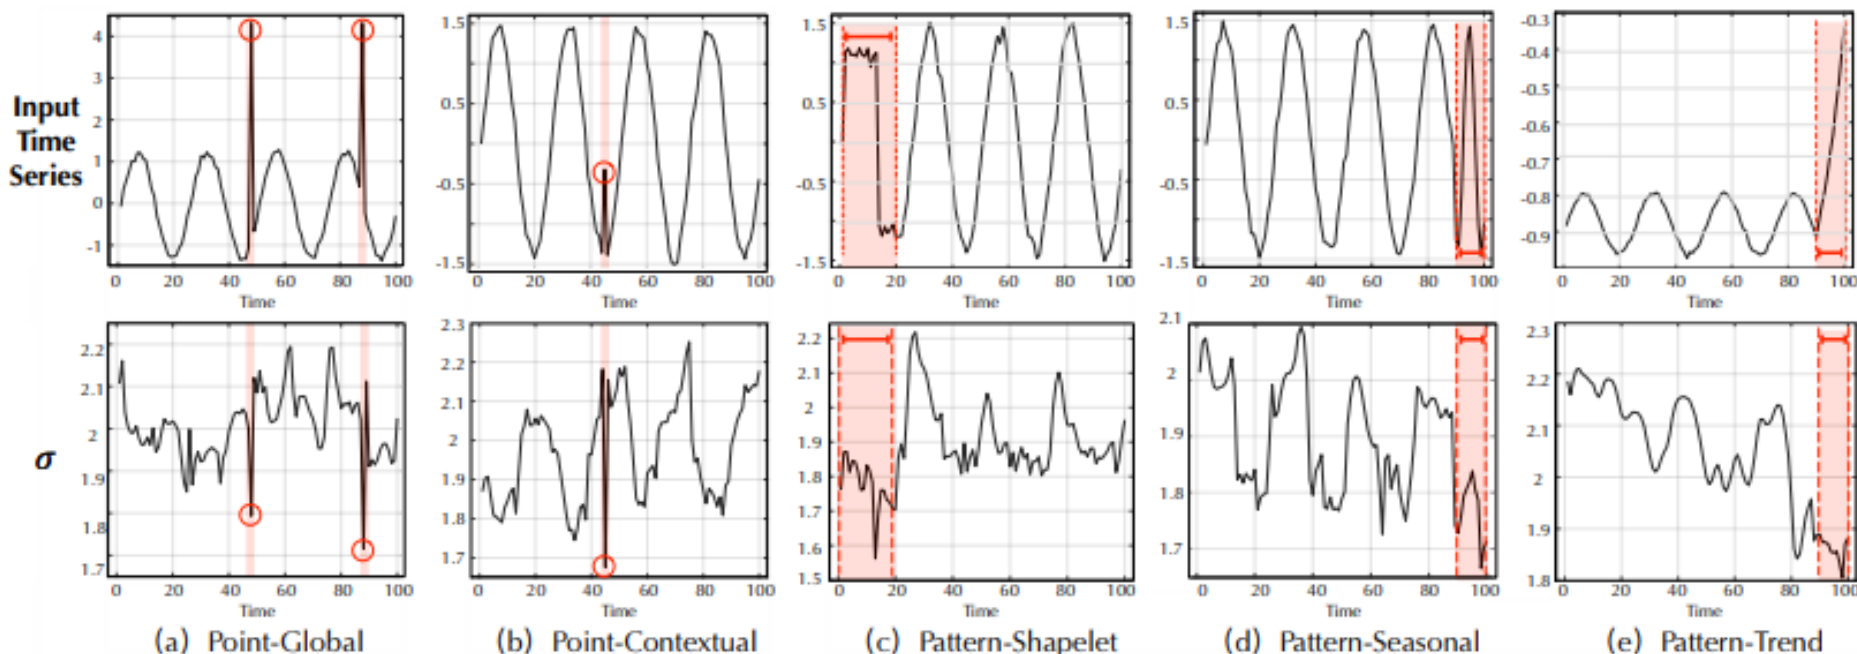 Input
Time
Series
4
3
2
1
0
-1
0 20 40 60 80 100
Time
1.5
0.5
-0.5
-1.5
0 20 40 60 80 100
Time
1.5
0.5
-0.5
-1.5
0 20 40 60 80 100
Time
1.5
0.5
-0.5
-1.5
0 20 40 60 80 100
Time
-0.3
-0.4
-0.5
-0.6
-0.7
-0.8
-0.9
0 20 40 60 80 100
Time
σ
2.2
2.1
2
1.9
1.8
1.7
0 20 40 60 80 100
Time
2.3
2.2
2.1
2
1.9
1.8
1.7
0 20 40 60 80 100
Time
2.2
2.1
2
1.9
1.8
1.7
1.6
1.5
0 20 40 60 80 100
Time
2.1
2
1.9
1.8
1.7
0 20 40 60 80 100
Time
2.3
2.2
2.1
2
1.9
1.8
0 20 40 60 80 100
Time
(a) Point-Global
(b) Point-Contextual
(c) Pattern-Shapelet
(d) Pattern-Seasonal
(e) Pattern-Trend